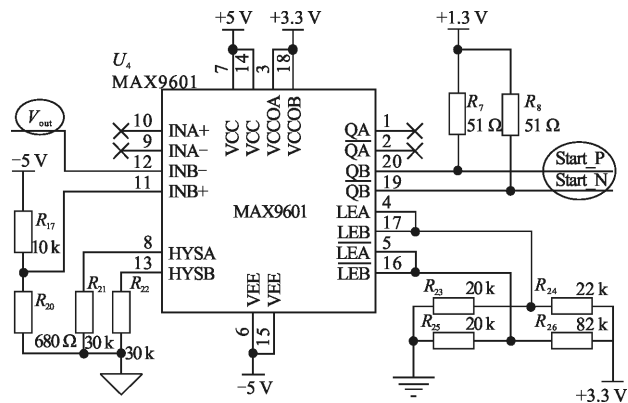 +5 V
+3.3 V
+1.3 V
U4
MAX9601
7
14
3
18
VCC
VCC
VCCOA
VCCOB
R7
51 Ω
R8
51 Ω
Vout
10
INA+
9
INA−
12
INB−
11
INB+
QA
1
QA
2
QB
20
QB
19
Start_P
Start_N
−5 V
MAX9601
LEA
4
LEB
17
LEA
5
LEB
16
R17
10 k
8
HYSA
13
HYSB
R20
680 Ω
R21
30 k
R22
30 k
VEE
VEE
6
15
−5 V
R23
20 k
R24
22 k
R25
20 k
R26
82 k
+3.3 V